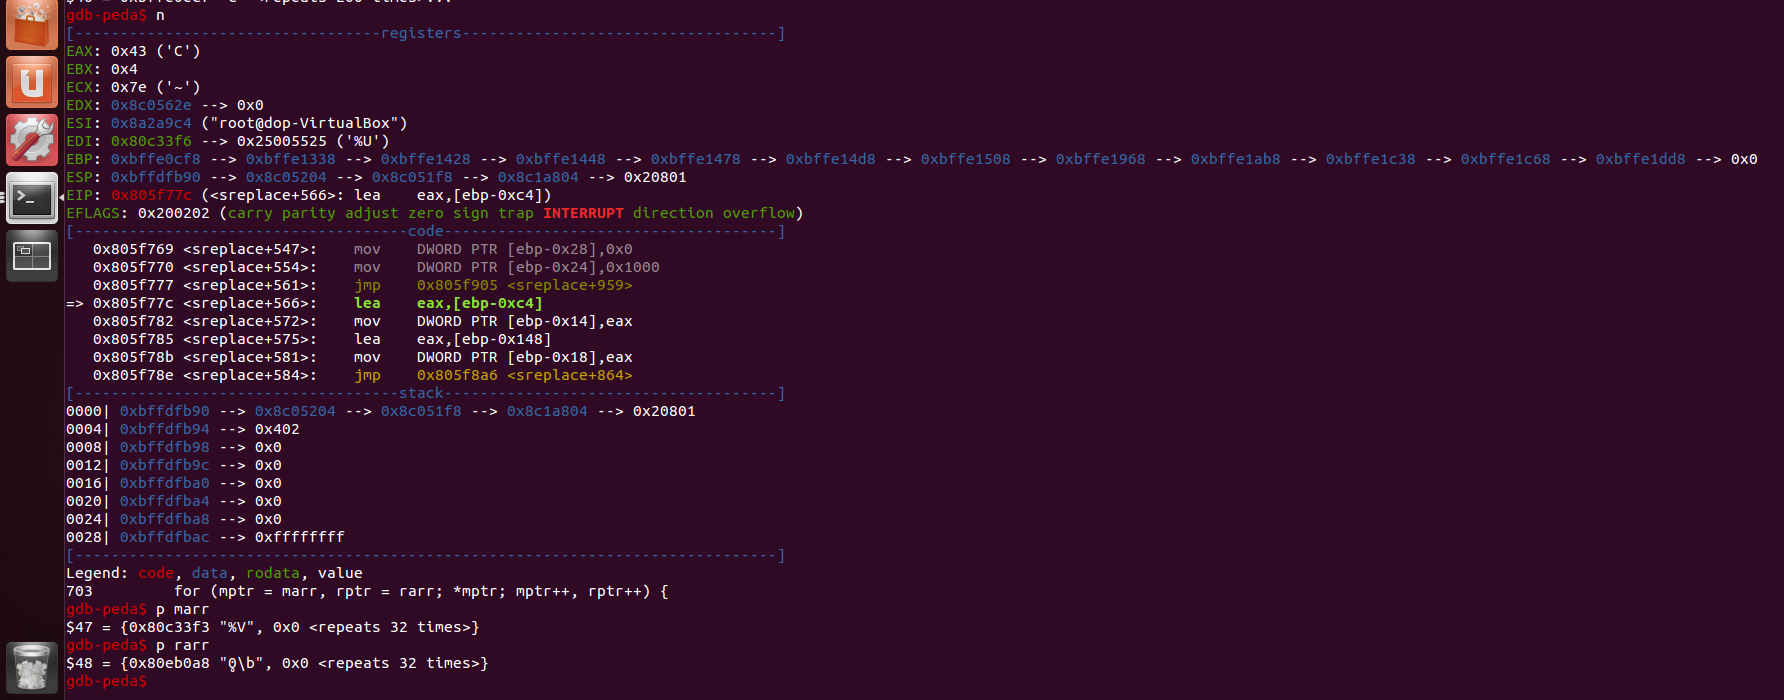 gdb-peda$ n
[----------------------------------registers-----------------------------------]
EAX: 0x43 ('C')
EBX: 0x4
ECX: 0x7e ('~')
EDX: 0x8c0562e --> 0x0
ESI: 0x8a2a9c4 ("root@dop-VirtualBox")
EDI: 0x80c33f6 --> 0x25005525 ('%U')
EBP: 0xbffe0cf8 --> 0xbffe1338 --> 0xbffe1428 --> 0xbffe1448 --> 0xbffe1478 --> 0xbffe14d8 --> 0xbffe1508 --> 0xbffe1968 --> 0xbffe1ab8 --> 0xbffe1c38 --> 0xbffe1c68 --> 0xbffe1dd8 --> 0x0
ESP: 0xbffdfb90 --> 0x8c05204 --> 0x8c051f8 --> 0x8c1a804 --> 0x20801
EIP: 0x805f77c (<sreplace+566>: lea    eax,[ebp-0xc4])
EFLAGS: 0x200202 (carry parity adjust zero sign trap INTERRUPT direction overflow)
[-------------------------------------code-------------------------------------]
   0x805f769 <sreplace+547>:    mov    DWORD PTR [ebp-0x28],0x0
   0x805f770 <sreplace+554>:    mov    DWORD PTR [ebp-0x24],0x1000
   0x805f777 <sreplace+561>:    jmp    0x805f905 <sreplace+959>
=> 0x805f77c <sreplace+566>:    lea    eax,[ebp-0xc4]
   0x805f782 <sreplace+572>:    mov    DWORD PTR [ebp-0x14],eax
   0x805f785 <sreplace+575>:    lea    eax,[ebp-0x148]
   0x805f78b <sreplace+581>:    mov    DWORD PTR [ebp-0x18],eax
   0x805f78e <sreplace+584>:    jmp    0x805f8a6 <sreplace+864>
[------------------------------------stack-------------------------------------]
0000| 0xbffdfb90 --> 0x8c05204 --> 0x8c051f8 --> 0x8c1a804 --> 0x20801
0004| 0xbffdfb94 --> 0x402
0008| 0xbffdfb98 --> 0x0
0012| 0xbffdfb9c --> 0x0
0016| 0xbffdfba0 --> 0x0
0020| 0xbffdfba4 --> 0x0
0024| 0xbffdfba8 --> 0x0
0028| 0xbffdfbac --> 0xffffffff
[------------------------------------------------------------------------------]
Legend: code, data, rodata, value
703         for (mptr = marr, rptr = rarr; *mptr; mptr++, rptr++) {
gdb-peda$ p marr
$47 = {0x80c33f3 "%V", 0x0 <repeats 32 times>}
gdb-peda$ p rarr
$48 = {0x80eb0a8 "0̥\b", 0x0 <repeats 32 times>}
gdb-peda$